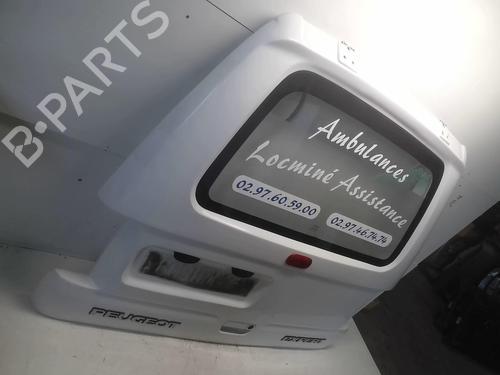 B-PARTS
Ambulances
Locminé Assistance
02.97.60.59.00
02.97.46.74.74
PEUGEOT